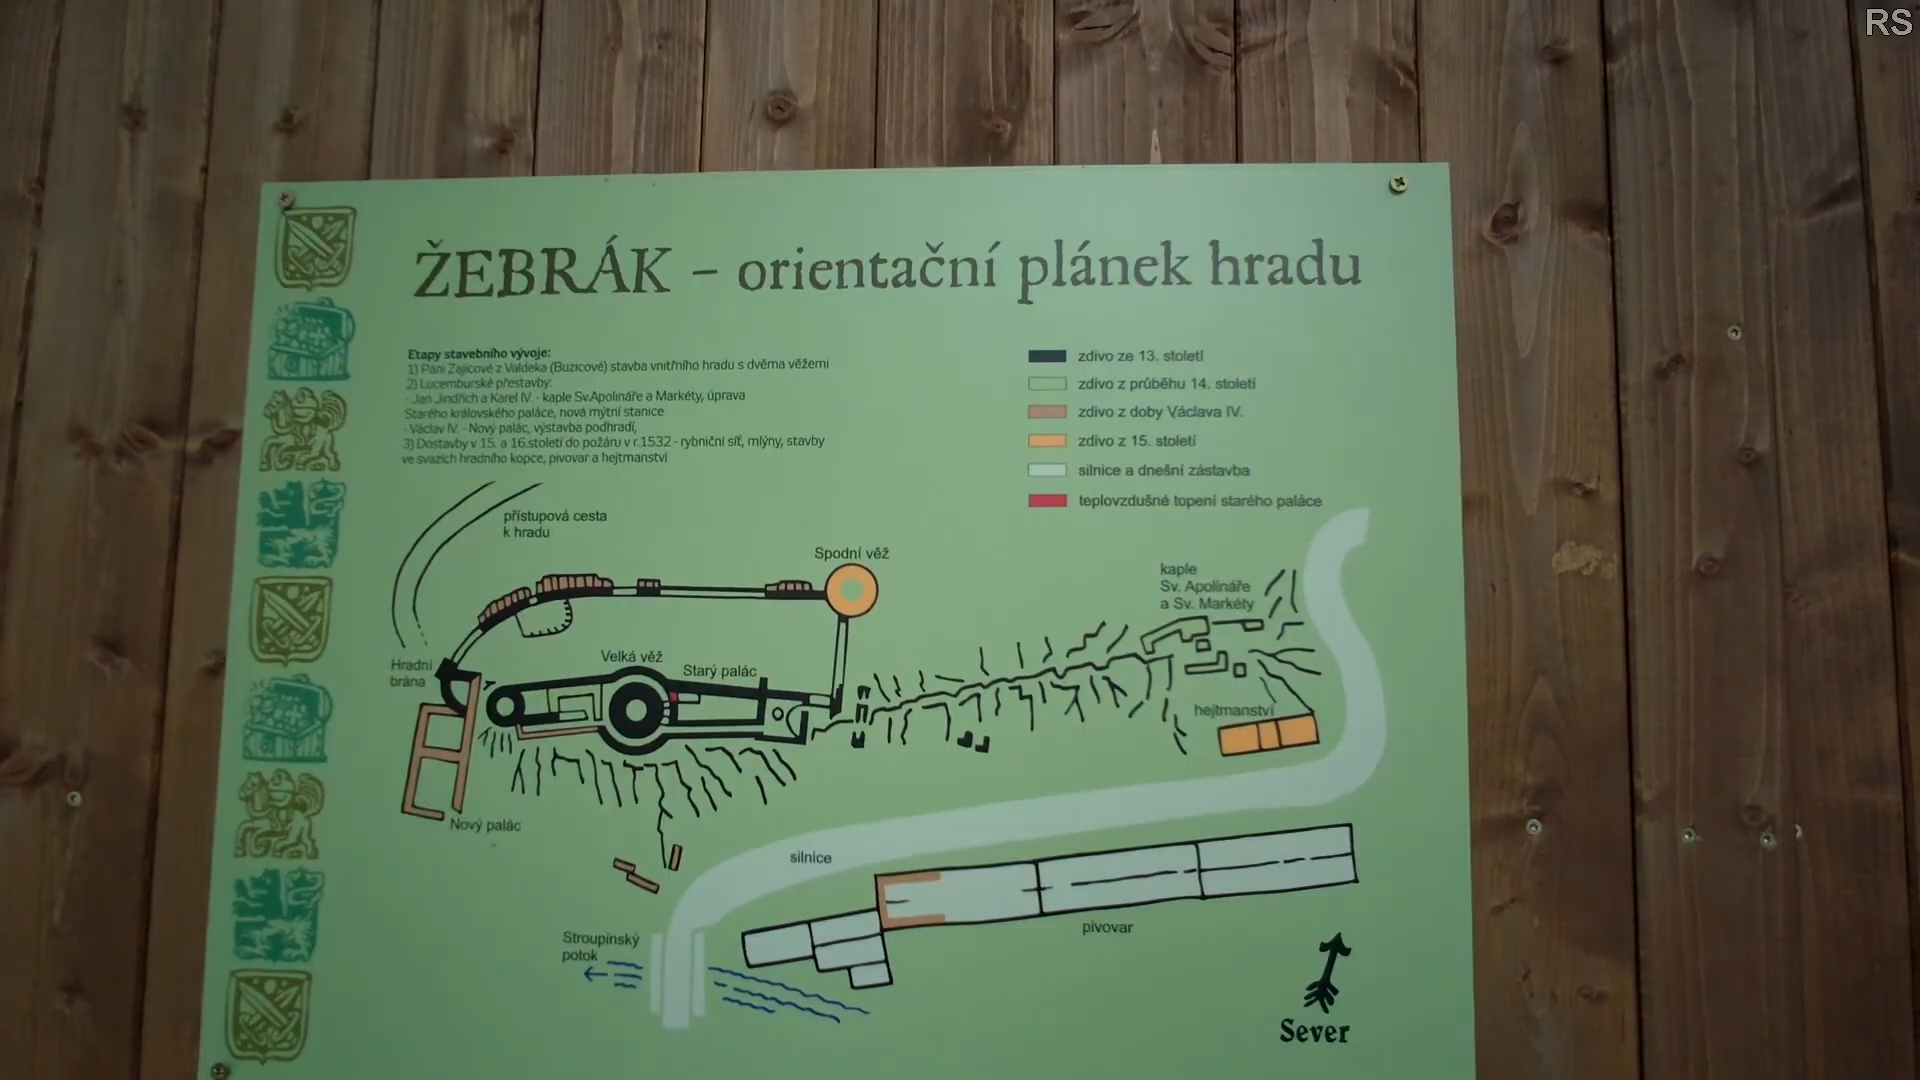 RS
ŽEBRÁK – orientační plánek hradu
Etapy stavebního vývoje:
1) Páni Zajícové z Valdeka (Buzicové) stavba vnitřního hradu s dvěma věžemi
2) Lucemburské přestavby:
- Jan Jindřich a Karel IV. - kaple Sv.Apolináře a Markéty, úprava
Starého královského paláce, nová mýtní stanice
- Václav IV. - Nový palác, výstavba podhradí,
3) Dostavby v 15. a 16.století do požáru v r.1532 - rybniční síť, mlýny, stavby
ve svazích hradního kopce, pivovar a hejtmanství
zdivo ze 13. století
zdivo z průběhu 14. století
zdivo z doby Václava IV.
zdivo z 15. století
silnice a dnešní zástavba
teplovzdušné topení starého paláce
přístupová cesta
k hradu
Spodní věž
kaple
Sv. Apolináře
a Sv. Markéty
Hradní
brána
Velká věž
Starý palác
hejtmanství
Nový palác
silnice
pivovar
Stroupinský
potok
Sever